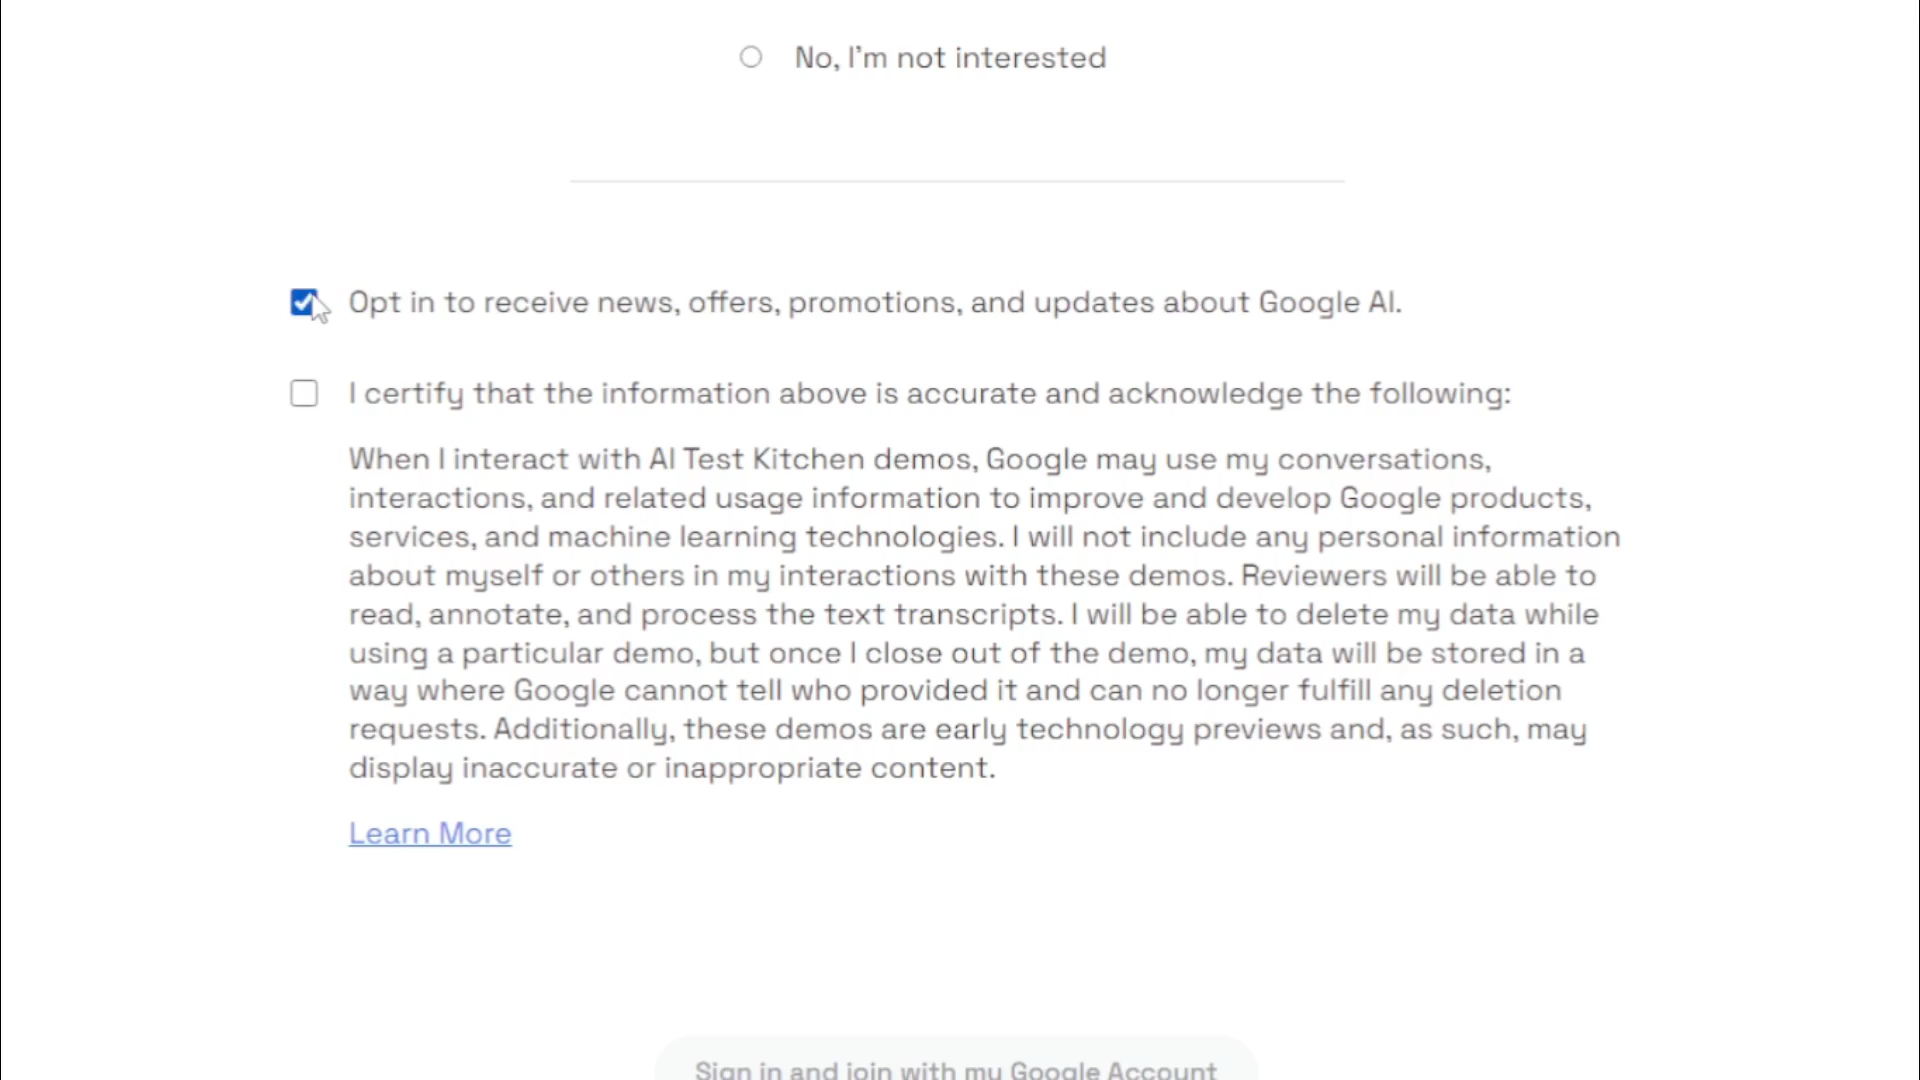 No, I'm not interested
Opt in to receive news, offers, promotions, and updates about Google AI.
I certify that the information above is accurate and acknowledge the following:
When I interact with AI Test Kitchen demos, Google may use my conversations,
interactions, and related usage information to improve and develop Google products,
services, and machine learning technologies. I will not include any personal information
about myself or others in my interactions with these demos. Reviewers will be able to
read, annotate, and process the text transcripts. I will be able to delete my data while
using a particular demo, but once I close out of the demo, my data will be stored in a
way where Google cannot tell who provided it and can no longer fulfill any deletion
requests. Additionally, these demos are early technology previews and, as such, may
display inaccurate or inappropriate content.
Learn More
Sign in and join with my Google Account